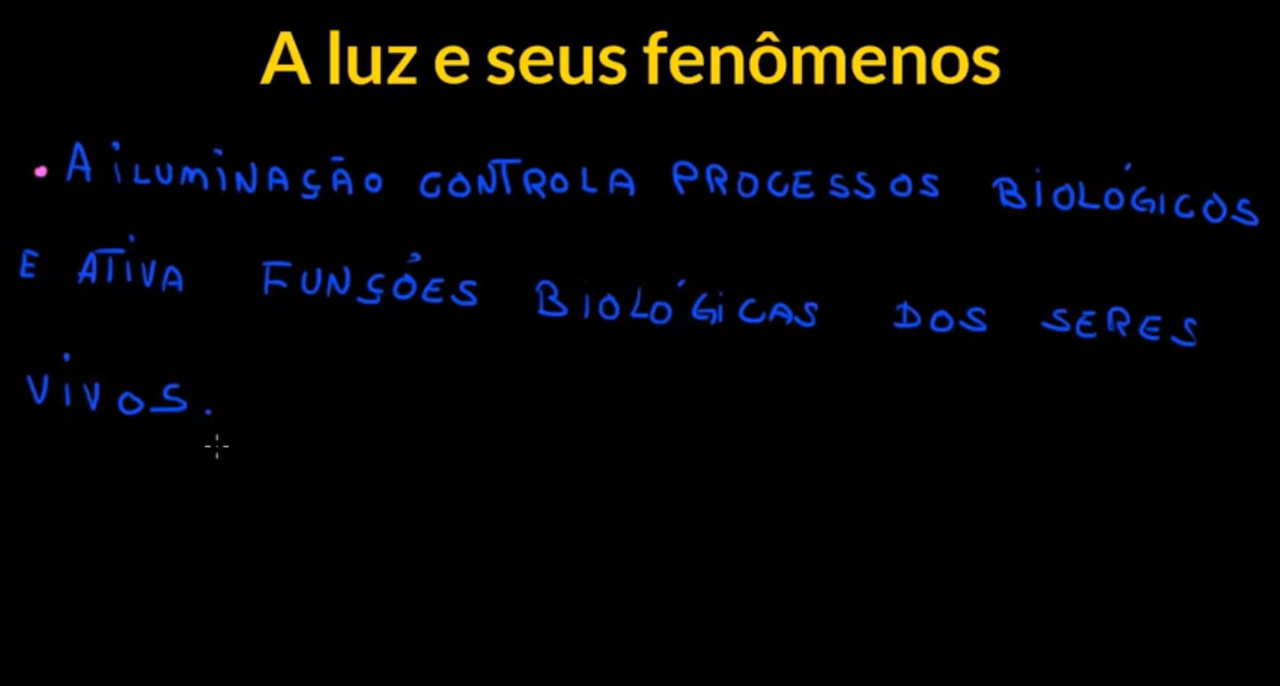 A luz e seus fenômenos
• A iLUMiNAÇÃO CONTROLA PROCESSOS BiOLÓGICOS
E ATiVA FUNÇÕES BIOLÓGiCAS DOS SERES
ViVOS.